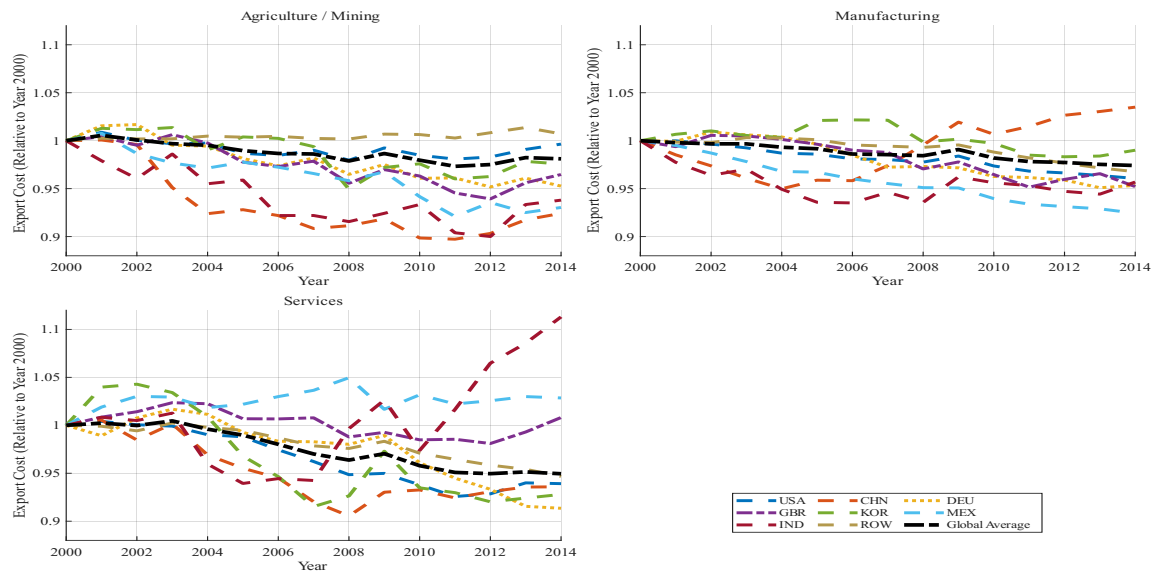 Agriculture / Mining
Export Cost (Relative to Year 2000)
1.1
1.05
1
0.95
0.9
2000 2002 2004 2006 2008 2010 2012 2014
Year
Manufacturing
Export Cost (Relative to Year 2000)
1.1
1.05
1
0.95
0.9
2000 2002 2004 2006 2008 2010 2012 2014
Year
Services
Export Cost (Relative to Year 2000)
1.1
1.05
1
0.95
0.9
2000 2002 2004 2006 2008 2010 2012 2014
Year
USA CHN DEU
GBR KOR MEX
IND ROW Global Average